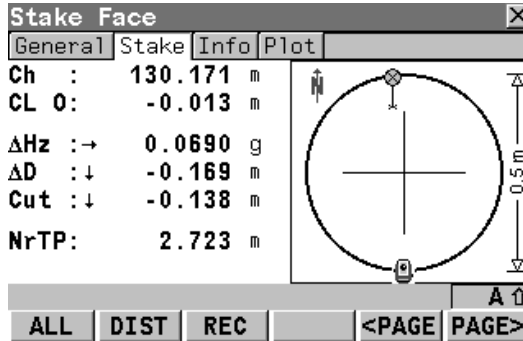 Stake Face
General Stake Info Plot
Ch : 130.171 m
CL O: -0.013 m
ΔHz :→ 0.0690 g
ΔD :↓ -0.169 m
Cut :↓ -0.138 m
NrTP: 2.723 m
N
0.5 m
A ⇧
ALL DIST REC <PAGE PAGE>